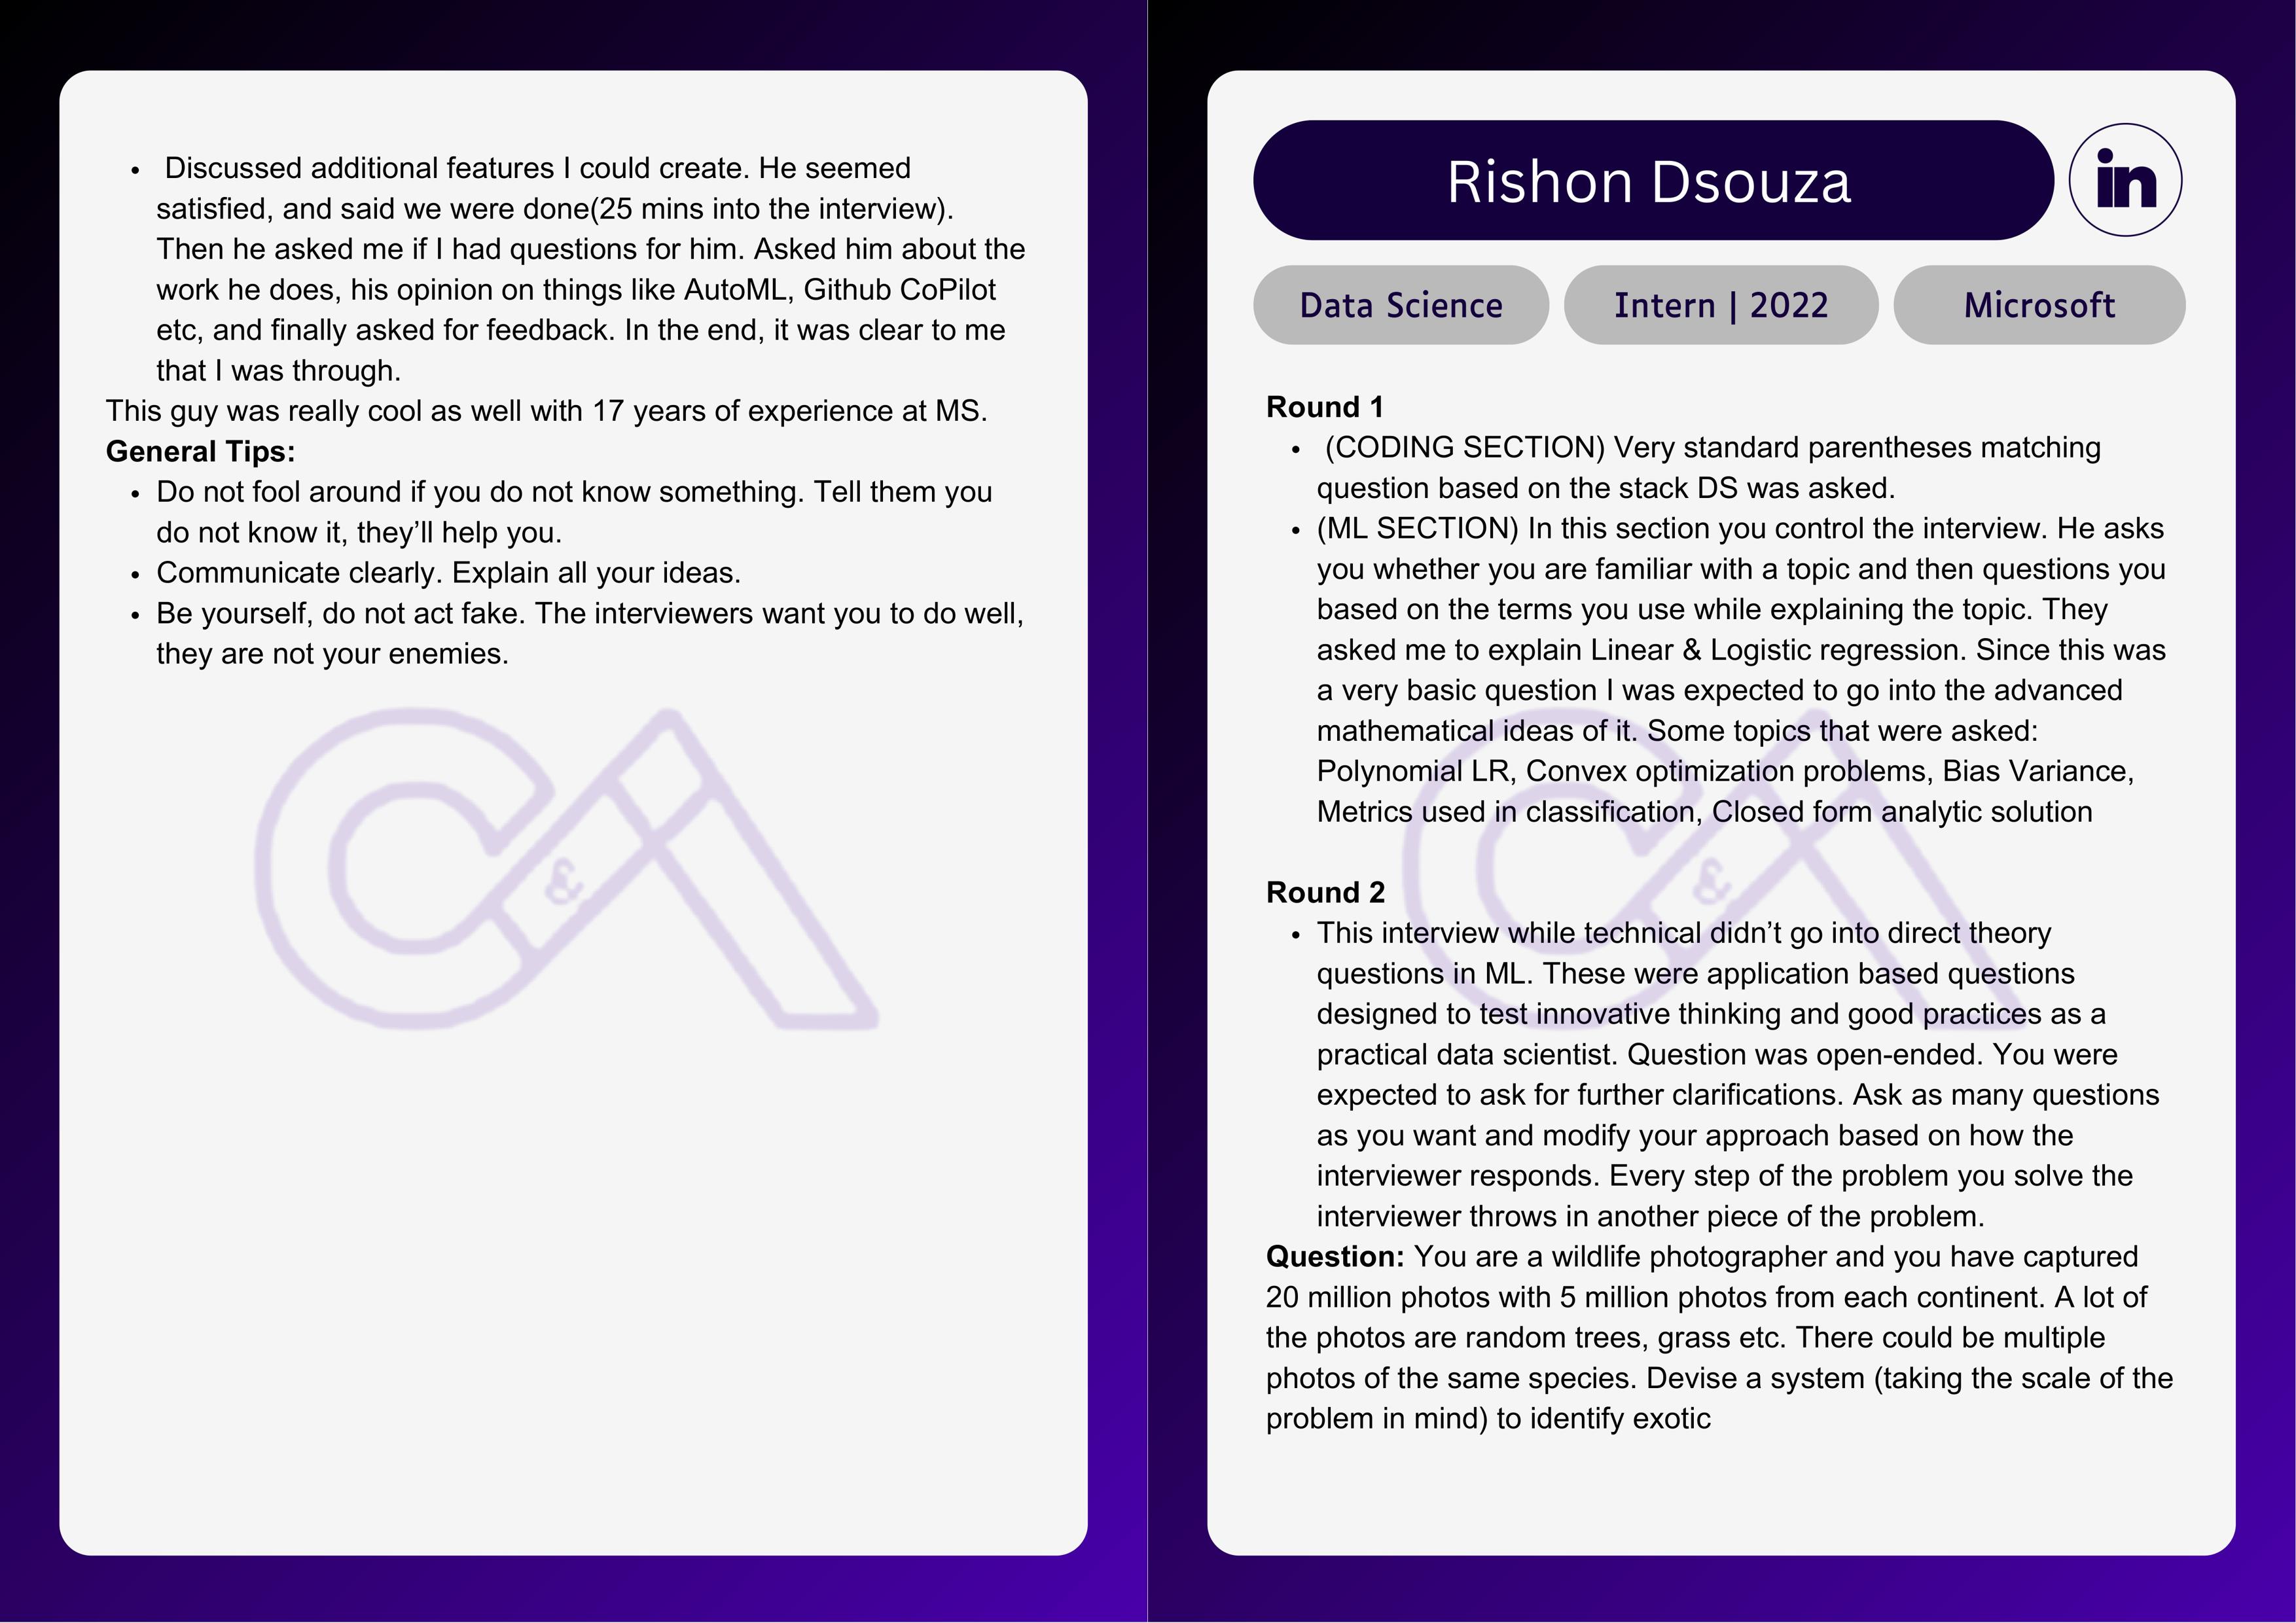 • Discussed additional features I could create. He seemed
satisfied, and said we were done(25 mins into the interview).
Then he asked me if I had questions for him. Asked him about the
work he does, his opinion on things like AutoML, Github CoPilot
etc, and finally asked for feedback. In the end, it was clear to me
that I was through.
This guy was really cool as well with 17 years of experience at MS.
General Tips:
• Do not fool around if you do not know something. Tell them you
do not know it, they’ll help you.
• Communicate clearly. Explain all your ideas.
• Be yourself, do not act fake. The interviewers want you to do well,
they are not your enemies.
C&A
Rishon Dsouza
in
Data Science
Intern | 2022
Microsoft
Round 1
• (CODING SECTION) Very standard parentheses matching
question based on the stack DS was asked.
• (ML SECTION) In this section you control the interview. He asks
you whether you are familiar with a topic and then questions you
based on the terms you use while explaining the topic. They
asked me to explain Linear & Logistic regression. Since this was
a very basic question I was expected to go into the advanced
mathematical ideas of it. Some topics that were asked:
Polynomial LR, Convex optimization problems, Bias Variance,
Metrics used in classification, Closed form analytic solution
Round 2
• This interview while technical didn’t go into direct theory
questions in ML. These were application based questions
designed to test innovative thinking and good practices as a
practical data scientist. Question was open-ended. You were
expected to ask for further clarifications. Ask as many questions
as you want and modify your approach based on how the
interviewer responds. Every step of the problem you solve the
interviewer throws in another piece of the problem.
Question: You are a wildlife photographer and you have captured
20 million photos with 5 million photos from each continent. A lot of
the photos are random trees, grass etc. There could be multiple
photos of the same species. Devise a system (taking the scale of the
problem in mind) to identify exotic
C&A